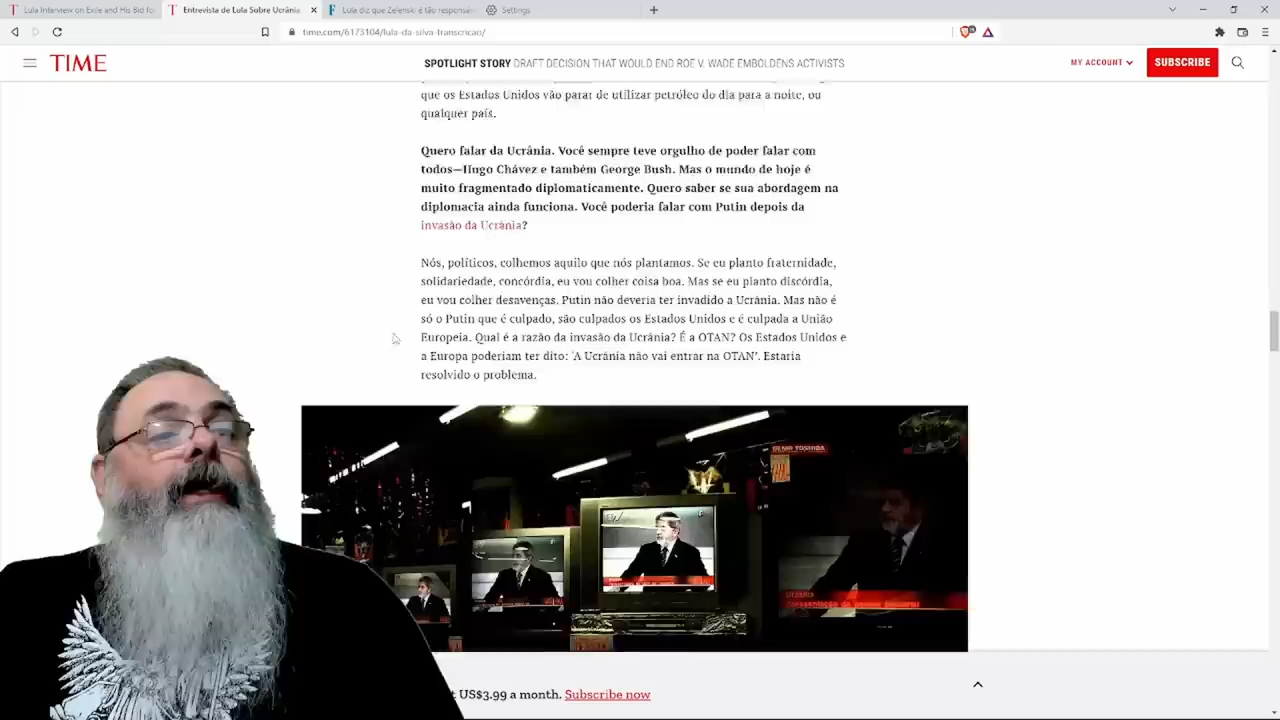 Lula Interview on Exile and His Bid for
Entrevista de Lula Sobre Ucrânia,
Lula diz que Zelenski é tão responsáv
Settings
time.com/6173104/lula-da-silva-transcricao/
TIME
SPOTLIGHT STORY DRAFT DECISION THAT WOULD END ROE V. WADE EMBOLDENS ACTIVISTS
MY ACCOUNT
SUBSCRIBE
que os Estados Unidos vão parar de utilizar petróleo do dia para a noite, ou
qualquer país.
Quero falar da Ucrânia. Você sempre teve orgulho de poder falar com
todos—Hugo Chávez e também George Bush. Mas o mundo de hoje é
muito fragmentado diplomaticamente. Quero saber se sua abordagem na
diplomacia ainda funciona. Você poderia falar com Putin depois da
invasão da Ucrânia?
Nós, políticos, colhemos aquilo que nós plantamos. Se eu planto fraternidade,
solidariedade, concórdia, eu vou colher coisa boa. Mas se eu planto discórdia,
eu vou colher desavenças. Putin não deveria ter invadido a Ucrânia. Mas não é
só o Putin que é culpado, são culpados os Estados Unidos e é culpada a União
Europeia. Qual é a razão da invasão da Ucrânia? É a OTAN? Os Estados Unidos e
a Europa poderiam ter dito: 'A Ucrânia não vai entrar na OTAN'. Estaria
resolvido o problema.
TOSHIBA
US$3.99 a month. Subscribe now